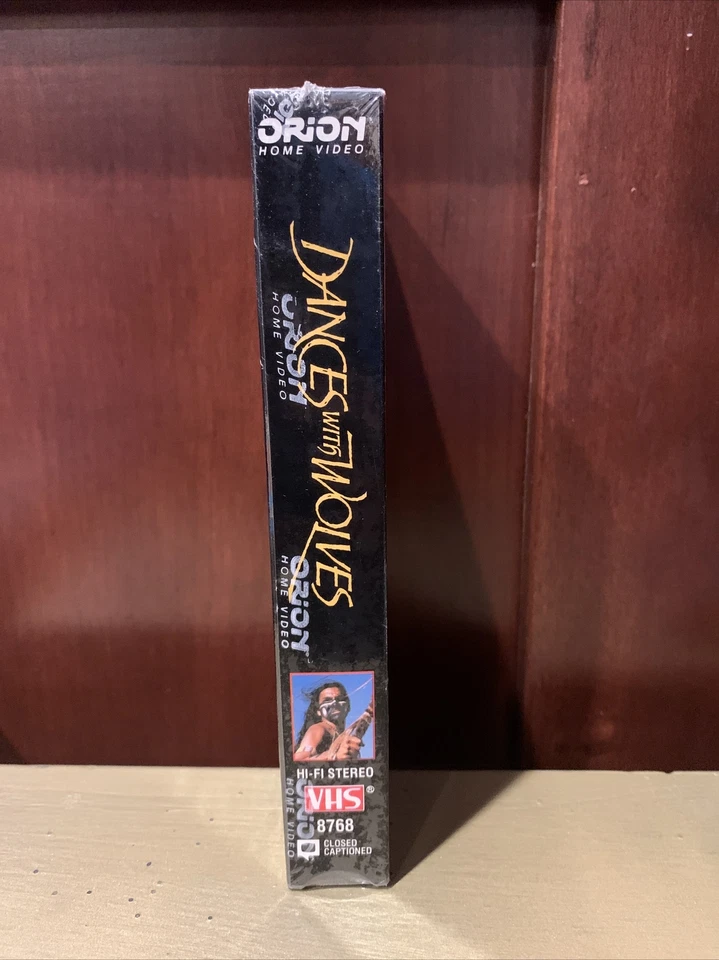 ORION
HOME VIDEO
DANCES WITH WOLVES
ORION
HOME VIDEO
ORION
HOME VIDEO
HI-FI STEREO
VHS®
8768
CLOSED
CAPTIONED
ORION
HOME VIDEO